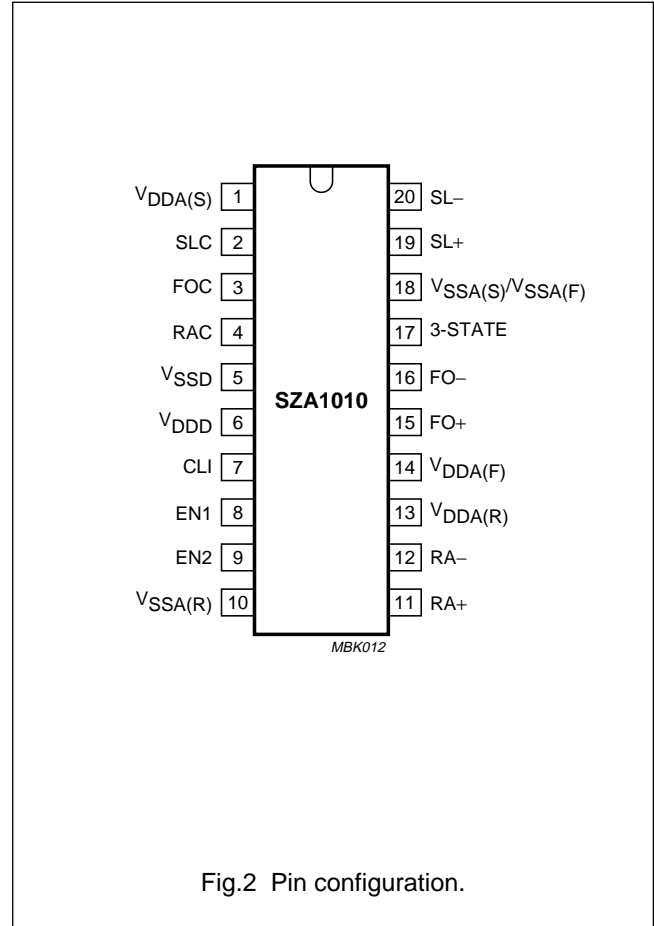 VDDA(S) 1
SLC 2
FOC 3
RAC 4
VSSD 5
VDDD 6
CLI 7
EN1 8
EN2 9
VSSA(R) 10
SZA1010
20 SL−
19 SL+
18 VSSA(S)/VSSA(F)
17 3-STATE
16 FO−
15 FO+
14 VDDA(F)
13 VDDA(R)
12 RA−
11 RA+
MBK012
Fig.2 Pin configuration.